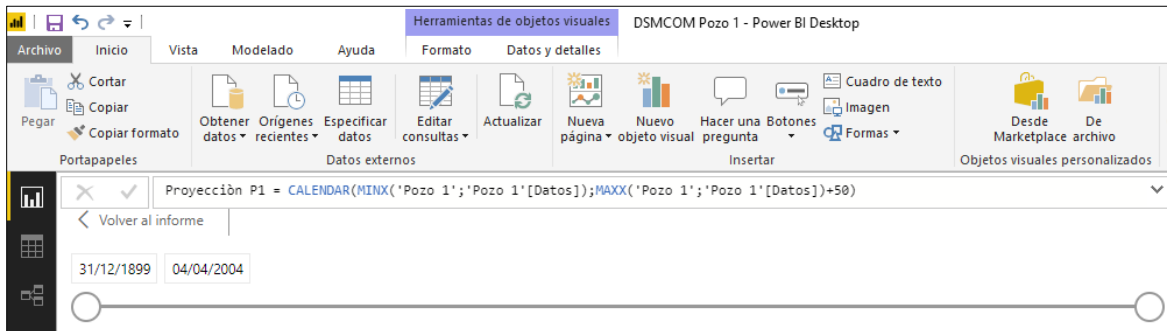 Herramientas de objetos visuales
DSMCOM Pozo 1 - Power BI Desktop
Archivo Inicio Vista Modelado Ayuda Formato Datos y detalles
Pegar
Cortar
Copiar
Copiar formato
Portapapeles
Obtener datos
Orígenes recientes
Especificar datos
Editar consultas
Actualizar
Datos externos
Nueva página
Nuevo objeto visual
Hacer una pregunta
Botones
Cuadro de texto
Imagen
Formas
Insertar
Desde Marketplace
De archivo
Objetos visuales personalizados
Proyecciòn P1 = CALENDAR(MINX('Pozo 1';'Pozo 1'[Datos]);MAXX('Pozo 1';'Pozo 1'[Datos])+50)
Volver al informe
31/12/1899 04/04/2004